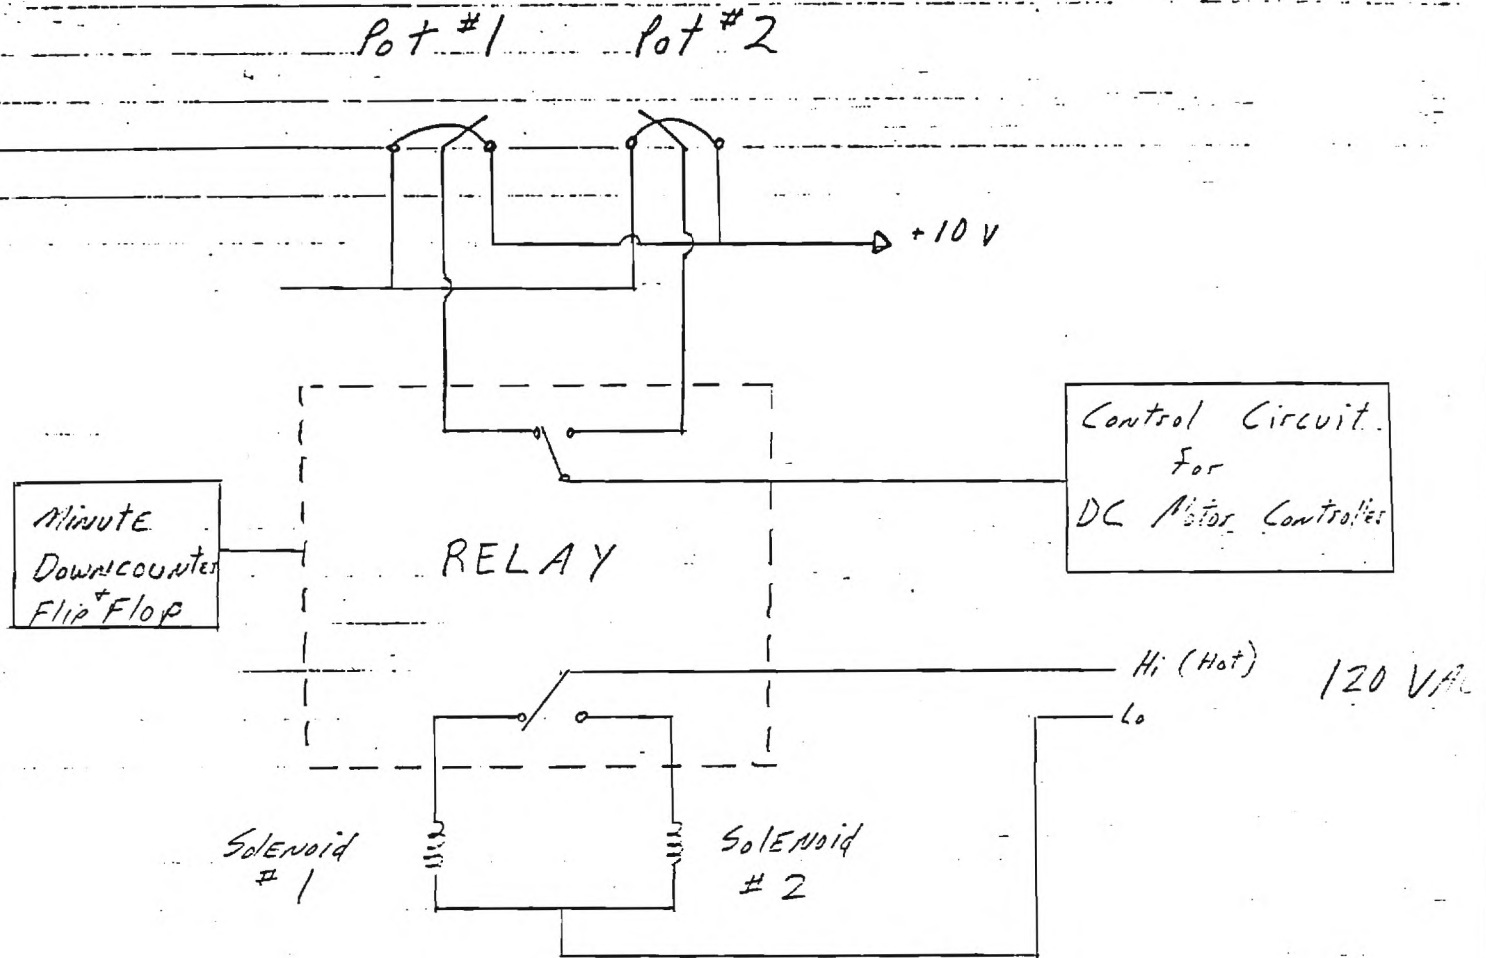 Pot #1
Pot #2
+10 V
Control Circuit
For
DC Motor Controller
Minute
Downcounter
+
Flip Flop
RELAY
Hi (Hot)
120 VAC
Lo
Solenoid
#1
Solenoid
#2